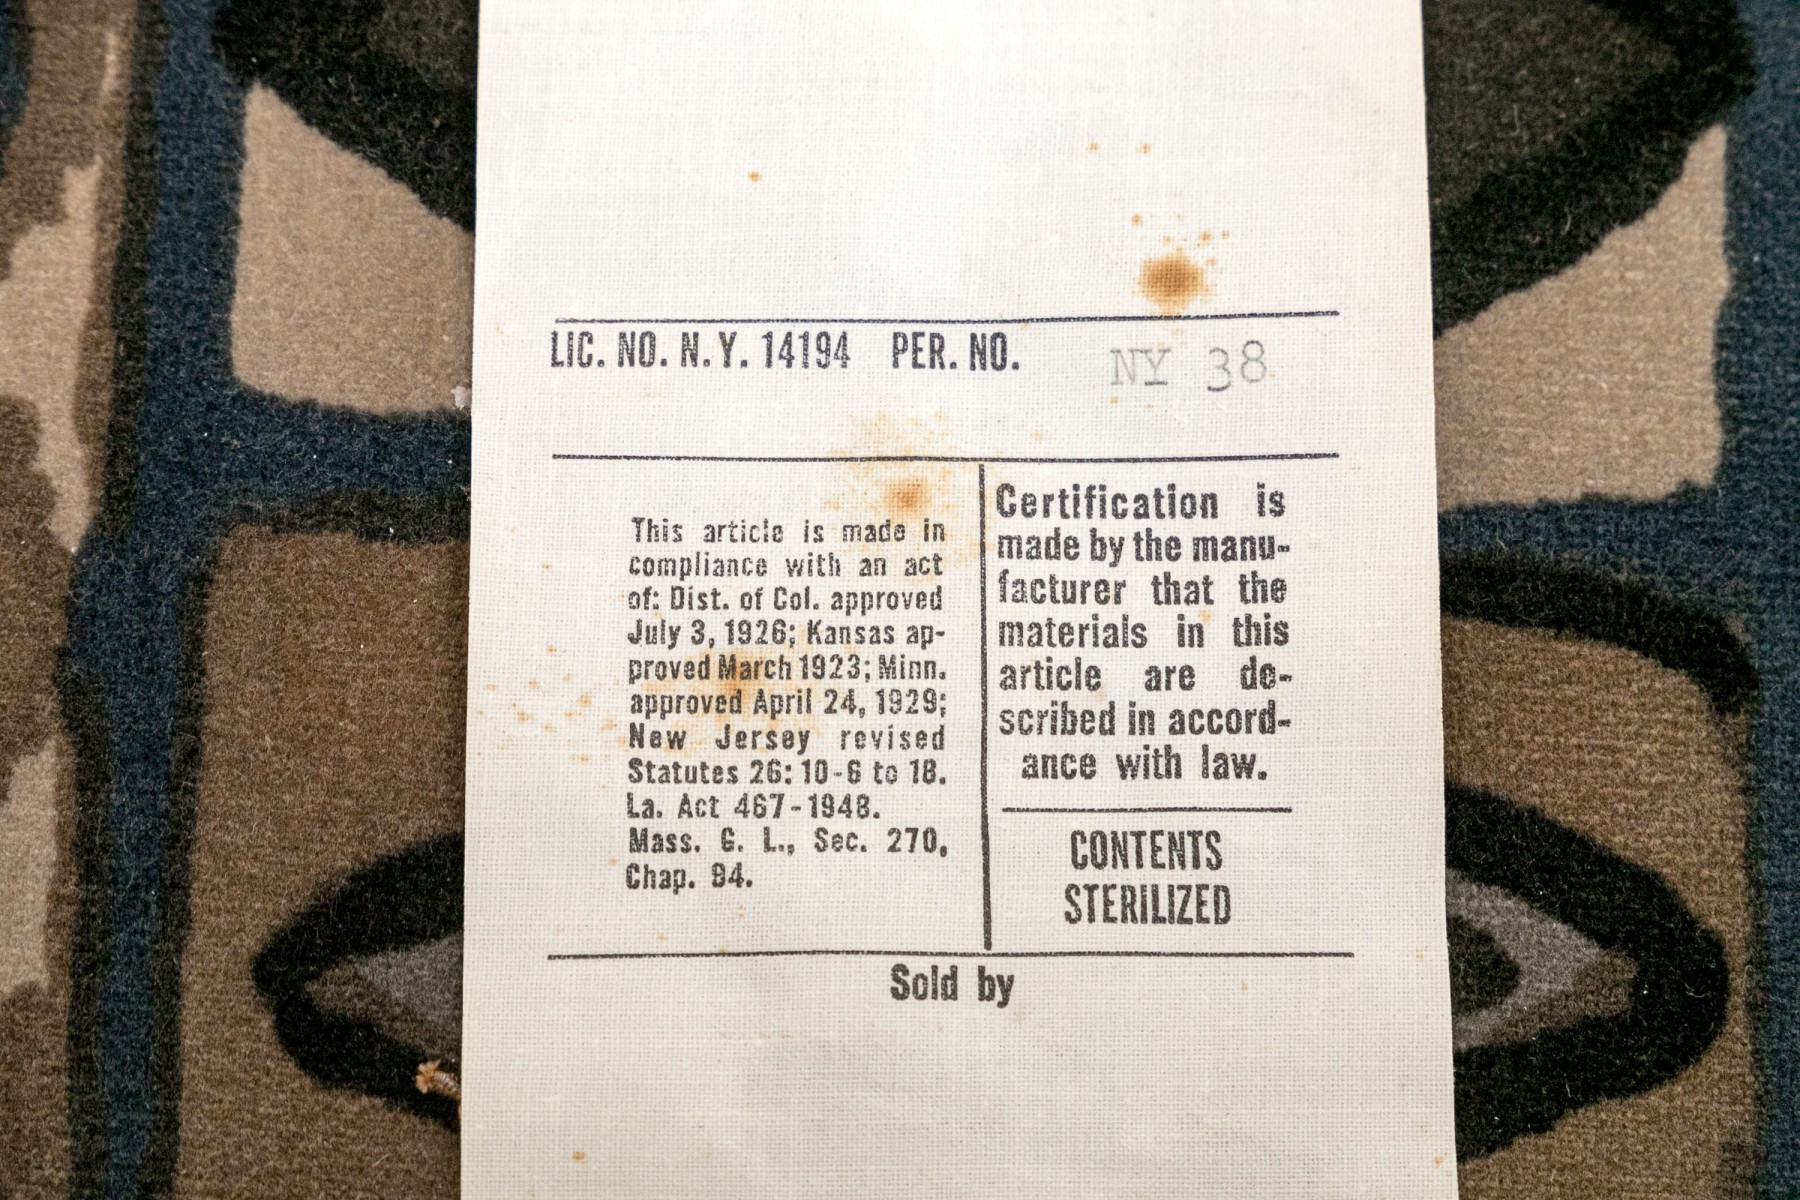 LIC. NO. N.Y. 14194 PER. NO. NY 38
This article is made in
compliance with an act
of: Dist. of Col. approved
July 3, 1926; Kansas ap-
proved March 1923; Minn.
approved April 24, 1929;
New Jersey revised
Statutes 26: 10-6 to 18.
La. Act 467-1948.
Mass. G. L., Sec. 270,
Chap. 94.
Certification is
made by the manu-
facturer that the
materials in this
article are de-
scribed in accord-
ance with law.
CONTENTS
STERILIZED
Sold by